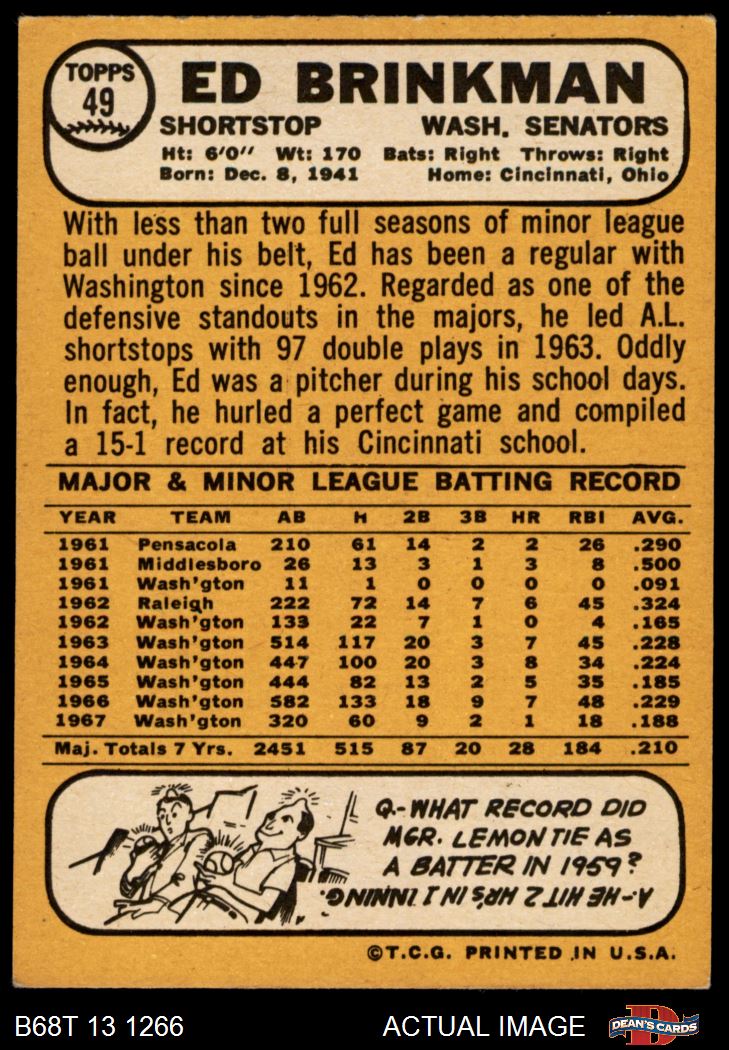 TOPPS
49
ED BRINKMAN
SHORTSTOP WASH. SENATORS
Ht: 6'0" Wt: 170 Bats: Right Throws: Right
Born: Dec. 8, 1941 Home: Cincinnati, Ohio
With less than two full seasons of minor league
ball under his belt, Ed has been a regular with
Washington since 1962. Regarded as one of the
defensive standouts in the majors, he led A.L.
shortstops with 97 double plays in 1963. Oddly
enough, Ed was a pitcher during his school days.
In fact, he hurled a perfect game and compiled
a 15-1 record at his Cincinnati school.
MAJOR & MINOR LEAGUE BATTING RECORD
YEAR TEAM AB H 2B 3B HR RBI AVG.
1961 Pensacola 210 61 14 2 2 26 .290
1961 Middlesboro 26 13 3 1 3 8 .500
1961 Wash'gton 11 1 0 0 0 0 .091
1962 Raleigh 222 72 14 7 6 45 .324
1962 Wash'gton 133 22 7 1 0 4 .165
1963 Wash'gton 514 117 20 3 7 45 .228
1964 Wash'gton 447 100 20 3 8 34 .224
1965 Wash'gton 444 82 13 2 5 35 .185
1966 Wash'gton 582 133 18 9 7 48 .229
1967 Wash'gton 320 60 9 2 1 18 .188
Maj. Totals 7 Yrs. 2451 515 87 20 28 184 .210
Q.-WHAT RECORD DID
MGR. LEMON TIE AS
A BATTER IN 1959?
A.-HE HIT 2 HR'S IN 1 INNING.
©T.C.G. PRINTED IN U.S.A.
B68T 13 1266 ACTUAL IMAGE
D
DEAN'S CARDS